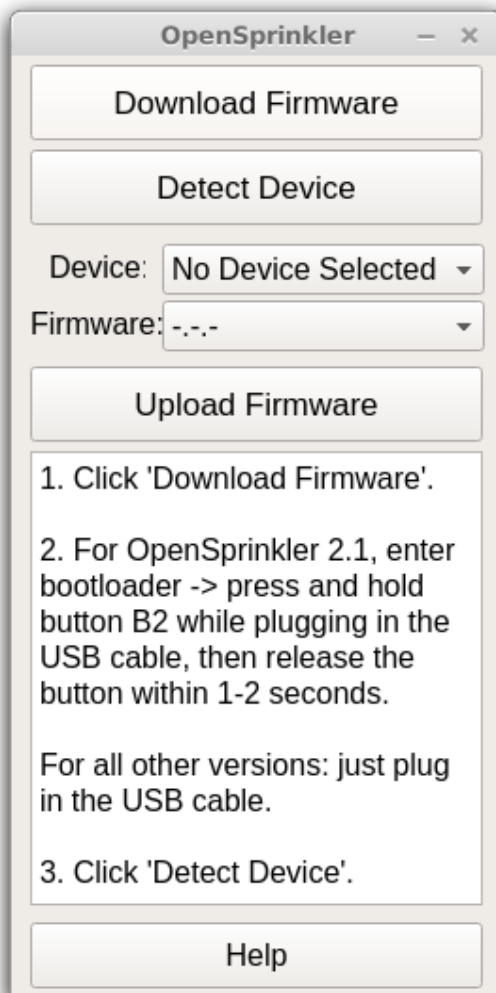 OpenSprinkler
Download Firmware
Detect Device
Device: No Device Selected
Firmware: -.-.-
Upload Firmware
1. Click 'Download Firmware'.
2. For OpenSprinkler 2.1, enter
bootloader -> press and hold
button B2 while plugging in the
USB cable, then release the
button within 1-2 seconds.
For all other versions: just plug
in the USB cable.
3. Click 'Detect Device'.
Help